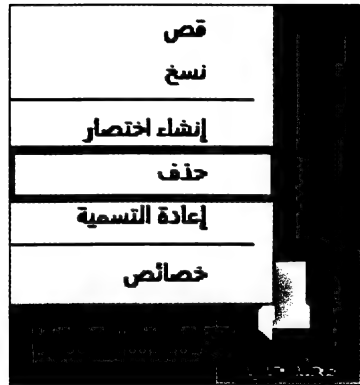 قص
نسخ
إنشاء اختصار
حذف
إعادة التسمية
خصائص